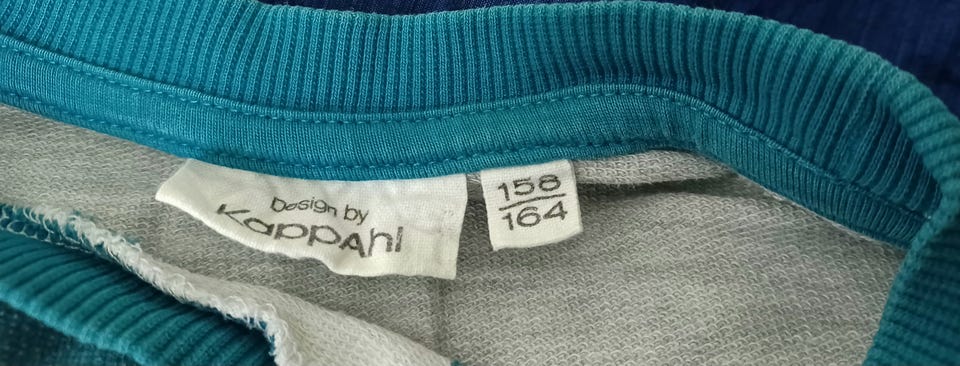 Design by
KappAhl
158
164